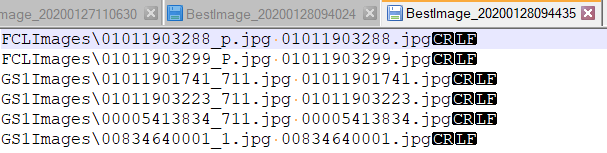 eImage_20200127110630 BestImage_20200128094024 BestImage_20200128094435
FCLImages\01011903288_p.jpg 01011903288.jpgCRLF
FCLImages\01011903299_P.jpg 01011903299.jpgCRLF
GS1Images\01011901741_711.jpg 01011901741.jpgCRLF
GS1Images\01011903223_711.jpg 01011903223.jpgCRLF
GS1Images\00005413834_711.jpg 00005413834.jpgCRLF
GS1Images\00834640001_1.jpg 00834640001.jpgCRLF